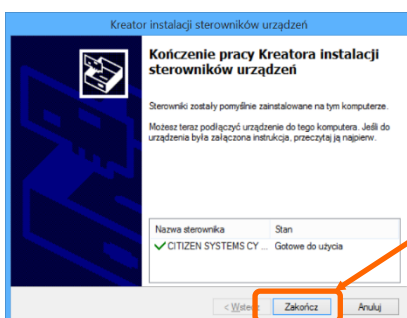 Kreator instalacji sterowników urządzeń
Kończenie pracy Kreatora instalacji
sterowników urządzeń
Sterowniki zostały pomyślnie zainstalowane na tym komputerze.
Możesz teraz podłączyć urządzenie do tego komputera. Jeśli do
urządzenia była załączona instrukcja, przeczytaj ją najpierw.
Nazwa sterownika Stan
CITIZEN SYSTEMS CY ... Gotowe do użycia
< Wstecz Zakończ Anuluj